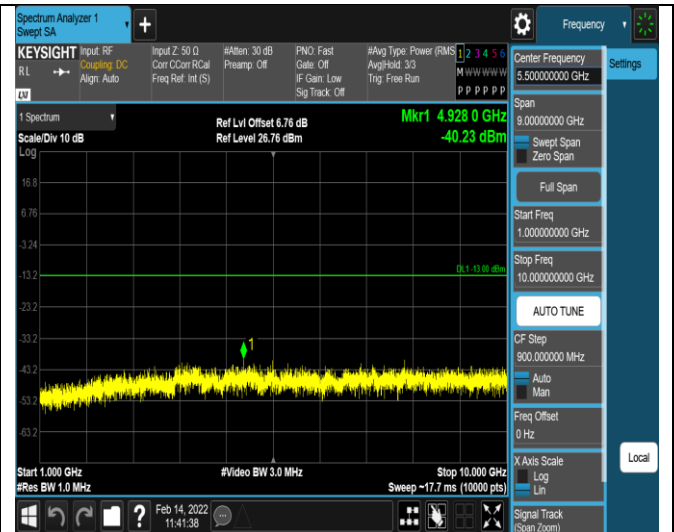 Spectrum Analyzer 1
Swept SA
+
Frequency
KEYSIGHT
Input: RF
Input Z: 50 Ω
#Atten: 30 dB
PNO: Fast
#Avg Type: Power (RMS
1 2 3 4 5 6
RL
Coupling: DC
Corr CCorr RCal
Preamp: Off
Gate: Off
Avg|Hold: 3/3
M W W W W W
Align: Auto
Freq Ref: Int (S)
IF Gain: Low
Trig: Free Run
Sig Track: Off
P P P P P P
LXI
1 Spectrum
Ref Lvl Offset 6.76 dB
Mkr1 4.928 0 GHz
Scale/Div 10 dB
Ref Level 26.76 dBm
-40.23 dBm
Log
16.8
6.76
-3.24
DL1 -13.00 dBm
-13.2
-23.2
-33.2
1
-43.2
-53.2
-63.2
Start 1.000 GHz
#Video BW 3.0 MHz
Stop 10.000 GHz
#Res BW 1.0 MHz
Sweep ~17.7 ms (10000 pts)
?
Feb 14, 2022
11:41:38
Center Frequency
5.500000000 GHz
Settings
Span
9.00000000 GHz
Swept Span
Zero Span
Full Span
Start Freq
1.000000000 GHz
Stop Freq
10.000000000 GHz
AUTO TUNE
CF Step
900.000000 MHz
Auto
Man
Freq Offset
0 Hz
X Axis Scale
Log
Lin
Local
Signal Track
(Span Zoom)